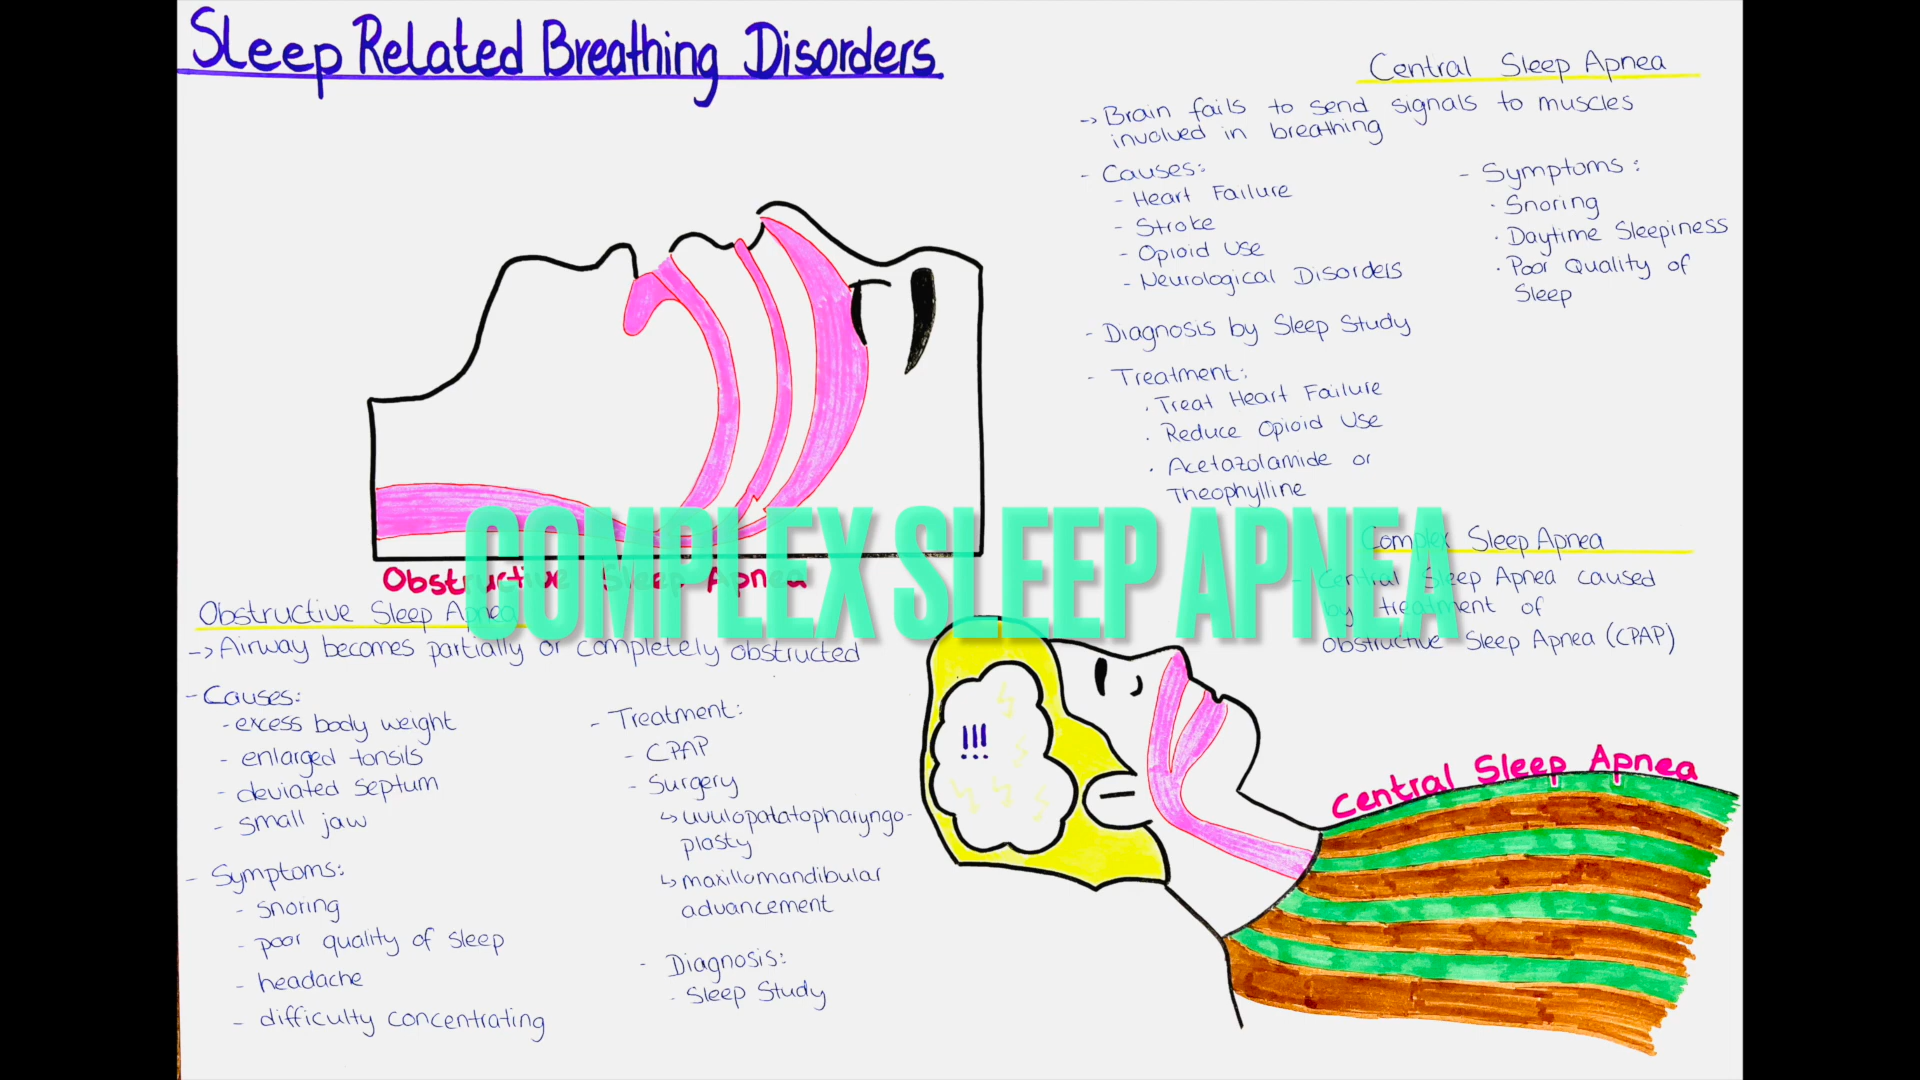 Sleep Related Breathing Disorders
Central Sleep Apnea
-> Brain fails to send signals to muscles
involved in breathing
- Causes:
- Heart Failure
- Stroke
- Opioid Use
- Neurological Disorders
- Symptoms:
· Snoring
· Daytime Sleepiness
· Poor Quality of
Sleep
- Diagnosis by Sleep Study
- Treatment:
· Treat Heart Failure
· Reduce Opioid Use
· Acetazolamide or
Theophylline
COMPLEX SLEEP APNEA
Complex Sleep Apnea
- Central Sleep Apnea caused
by treatment of
Obstructive Sleep Apnea (CPAP)
Obstructive Sleep Apnea
Obstructive Sleep Apnea
-> Airway becomes partially or completely obstructed
- Causes:
- excess body weight
- enlarged tonsils
- deviated septum
- small jaw
- Symptoms:
- snoring
- poor quality of sleep
- headache
- difficulty concentrating
- Treatment:
- CPAP
- Surgery
↳ uvulopalatopharyngo-
plasty
↳ maxillomandibular
advancement
- Diagnosis:
- Sleep Study
!!!
Central Sleep Apnea